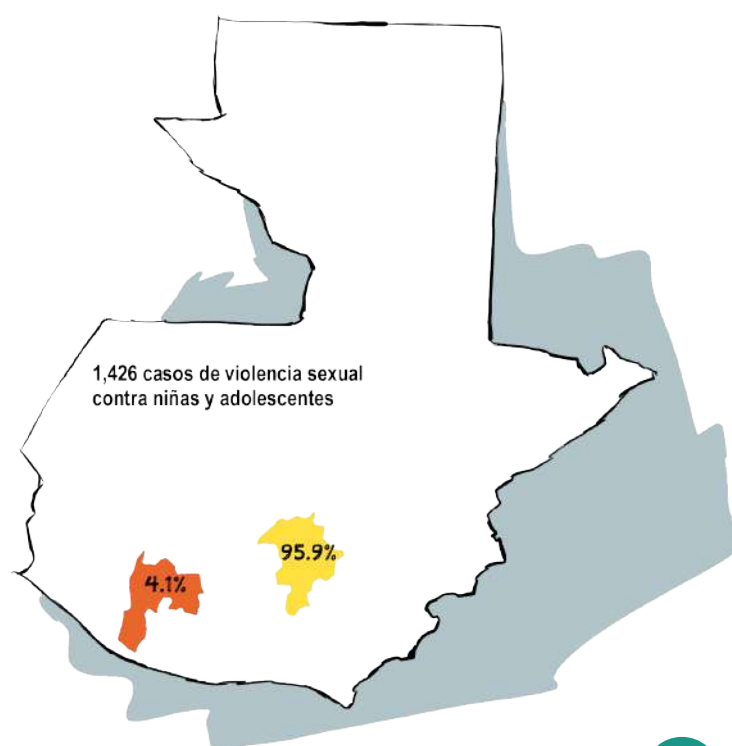 1,426 casos de violencia sexual
contra niñas y adolescentes
95.9%
4.1%